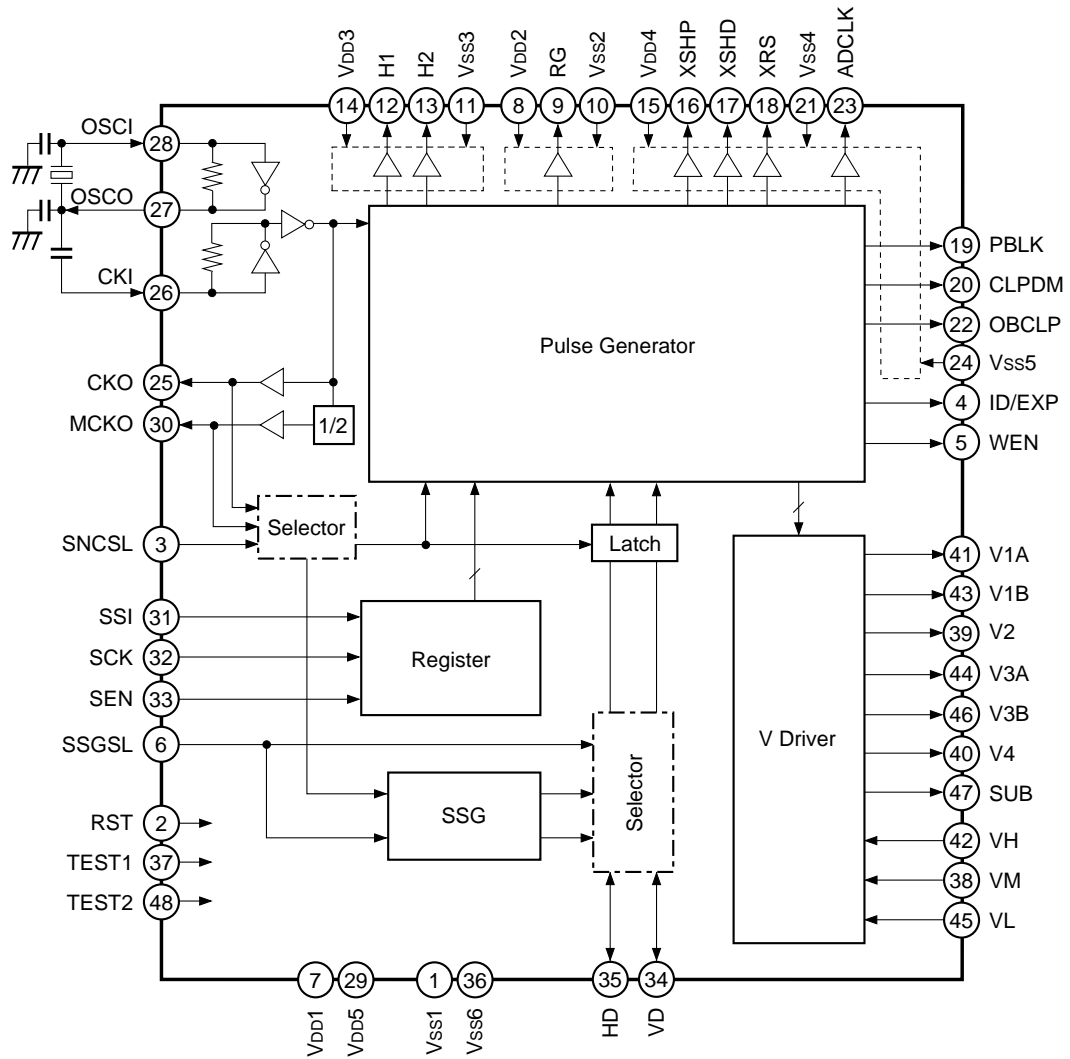 VDD3
H1
H2
VSS3
VDD2
RG
VSS2
VDD4
XSHP
XSHD
XRS
VSS4
ADCLK
14
12
13
11
8
9
10
15
16
17
18
21
23
OSCI
28
OSCO
27
CKI
26
CKO
25
MCKO
30
1/2
Pulse Generator
19 PBLK
20 CLPDM
22 OBCLP
24 VSS5
4 ID/EXP
5 WEN
SNCSL 3
Selector
Latch
SSI 31
SCK 32
SEN 33
Register
SSGSL 6
SSG
Selector
RST 2
TEST1 37
TEST2 48
V Driver
41 V1A
43 V1B
39 V2
44 V3A
46 V3B
40 V4
47 SUB
42 VH
38 VM
45 VL
7
29
1
36
35
34
VDD1
VDD5
VSS1
VSS6
HD
VD